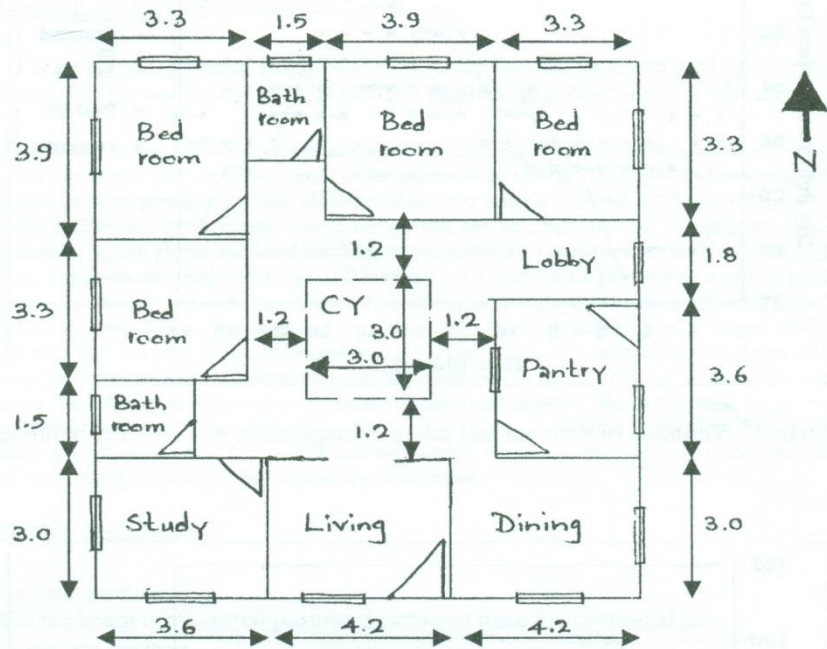 3.3
1.5
3.9
3.3
Bed
room
Bath
room
Bed
room
Bed
room
3.9
3.3
N
1.2
Lobby
1.8
3.3
Bed
room
1.2
CY
3.0
3.0
1.2
Pantry
3.6
1.5
Bath
room
1.2
3.0
Study
Living
Dining
3.0
3.6
4.2
4.2